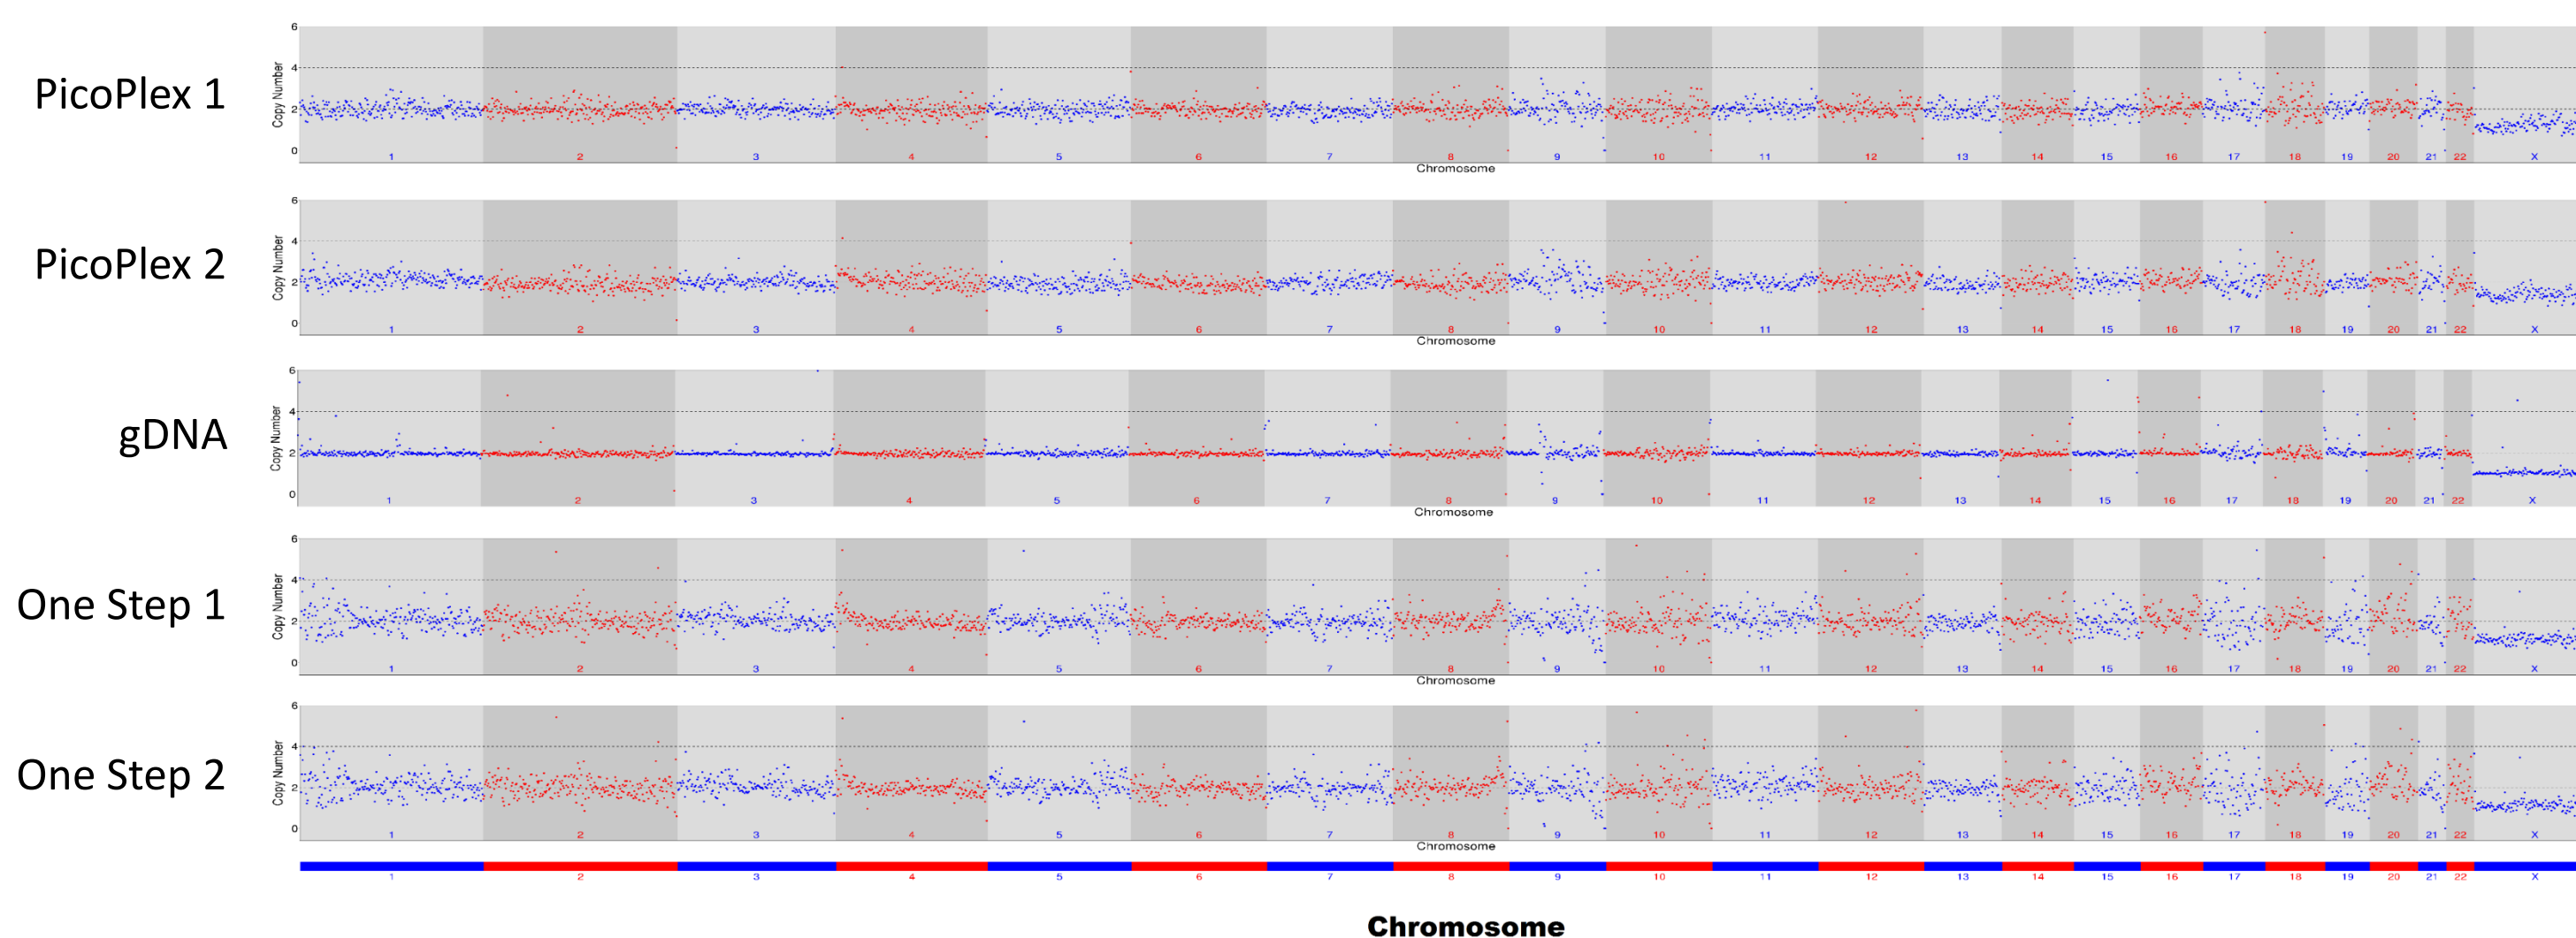 PicoPlex 1
Copy Number
6
4
2
0
1 2 3 4 5 6 7 8 9 10 11 12 13 14 15 16 17 18 19 20 21 22 X
Chromosome
PicoPlex 2
Copy Number
6
4
2
0
1 2 3 4 5 6 7 8 9 10 11 12 13 14 15 16 17 18 19 20 21 22 X
Chromosome
gDNA
Copy Number
6
4
2
0
1 2 3 4 5 6 7 8 9 10 11 12 13 14 15 16 17 18 19 20 21 22 X
Chromosome
One Step 1
Copy Number
6
4
2
0
1 2 3 4 5 6 7 8 9 10 11 12 13 14 15 16 17 18 19 20 21 22 X
Chromosome
One Step 2
Copy Number
6
4
2
0
1 2 3 4 5 6 7 8 9 10 11 12 13 14 15 16 17 18 19 20 21 22 X
Chromosome
1 2 3 4 5 6 7 8 9 10 11 12 13 14 15 16 17 18 19 20 21 22 X
Chromosome